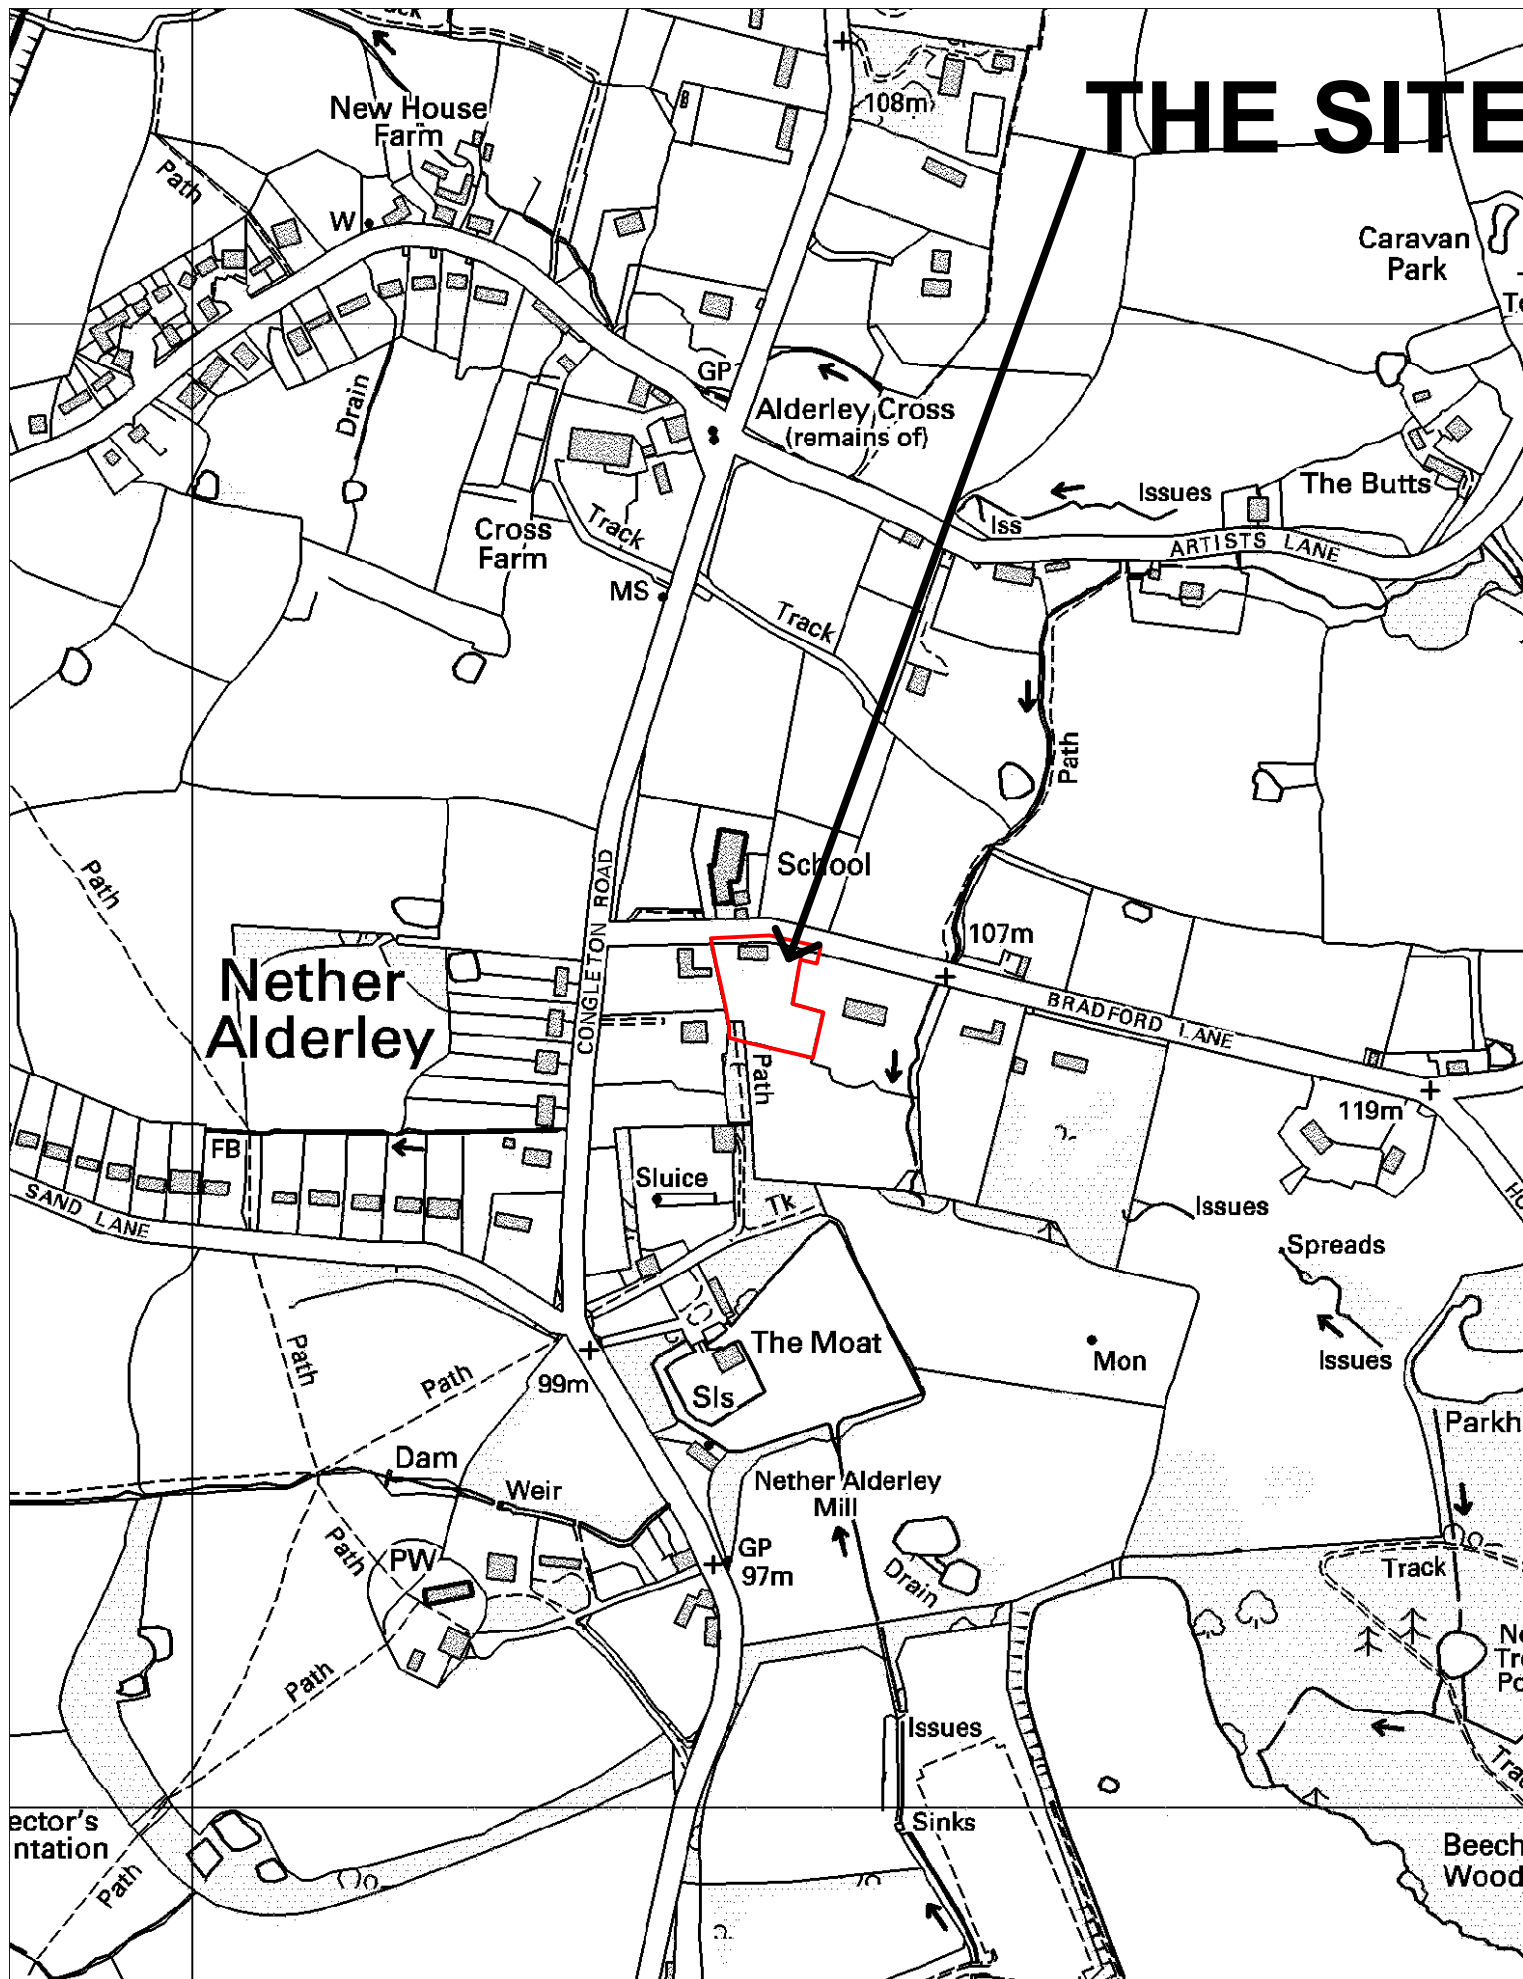 THE SITE
New House
Farm
108m
Path
W
Caravan
Park
GP
Alderley Cross
(remains of)
Drain
Issues
The Butts
Iss
ARTISTS LANE
Cross
Farm
Track
MS
Track
Path
School
CONGLETON ROAD
Path
107m
Nether
Alderley
BRADFORD LANE
Path
119m
FB
Sluice
SAND LANE
Tk
Issues
Spreads
Path
The Moat
Mon
Issues
Path
99m
Sls
Parkh
Dam
Weir
Nether Alderley
Mill
Path
PW
GP
97m
Drain
Track
Path
Issues
Sinks
ector's
ntation
Path
Beech
Wood